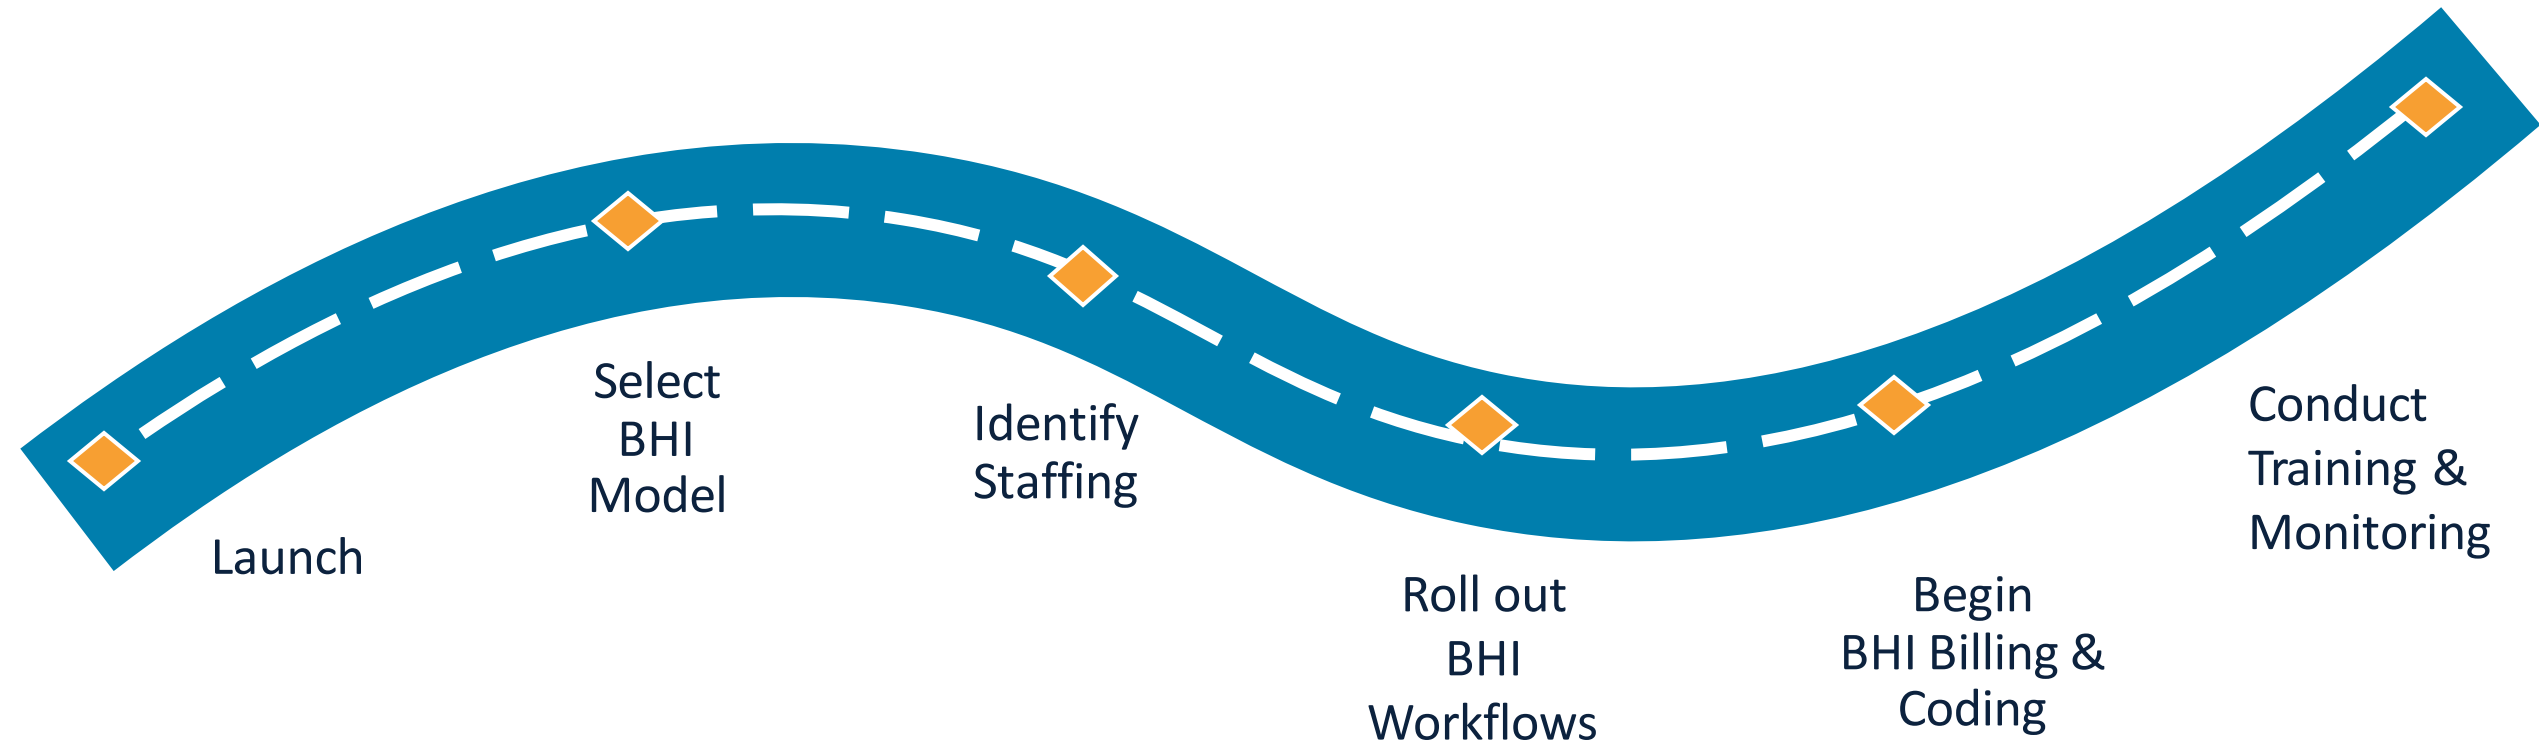 Launch
Select
BHI
Model
Identify
Staffing
Roll out
BHI
Workflows
Begin
BHI Billing &
Coding
Conduct
Training &
Monitoring